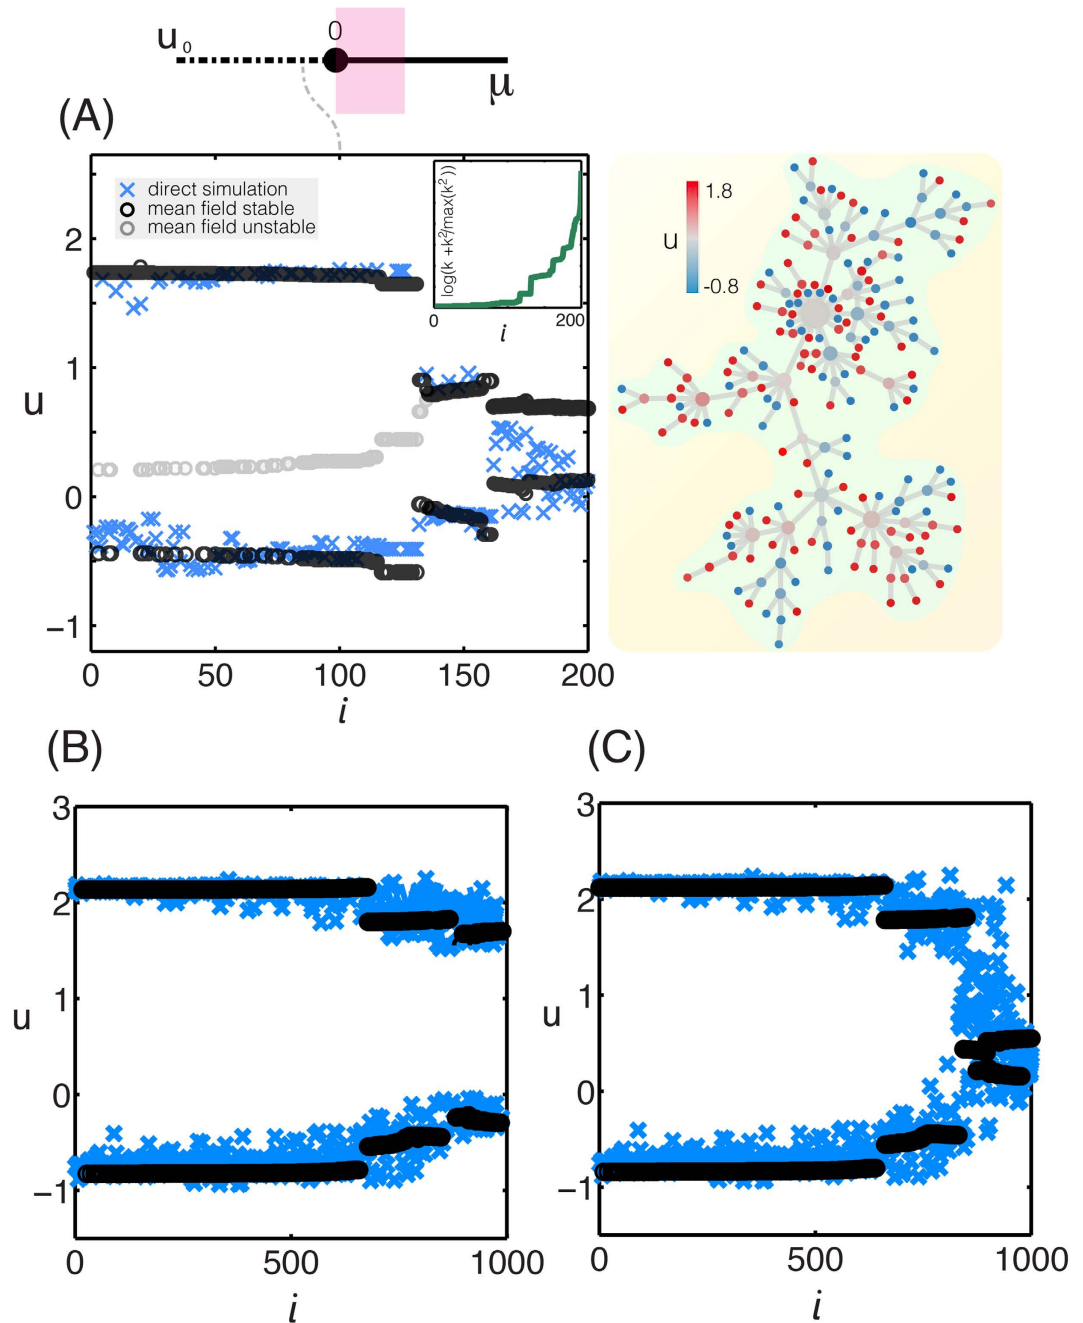 u₀
0
μ
(A)
direct simulation
mean field stable
mean field unstable
log(k +k²/max(k²))
0
200
i
2
1
0
−1
u
0
50
100
150
200
i
1.8
u
-0.8
(B)
3
2
1
0
−1
u
0
500
1000
i
(C)
3
2
1
0
−1
u
0
500
1000
i